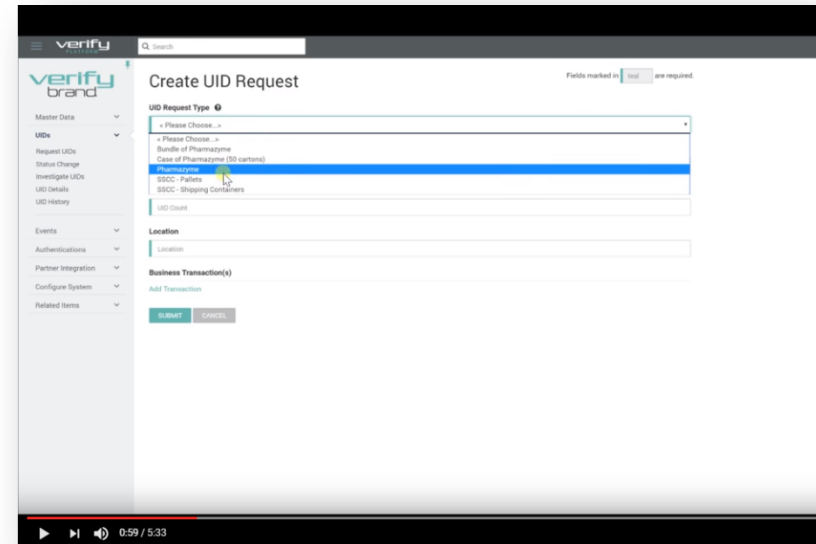 verify
PLATFORM
Search
verify
brand
Master Data
UIDs
Request UIDs
Status Change
Investigate UIDs
UID Details
UID History
Events
Authentications
Partner Integration
Configure System
Related Items
Create UID Request
Fields marked in teal are required.
UID Request Type
« Please Choose...»
« Please Choose...»
Bundle of Pharmazyme
Case of Pharmazyme (50 cartons)
Pharmazyme
SSCC - Pallets
SSCC - Shipping Containers
UID Count
Location
Location
Business Transaction(s)
Add Transaction
SUBMIT CANCEL
0:59 / 5:33